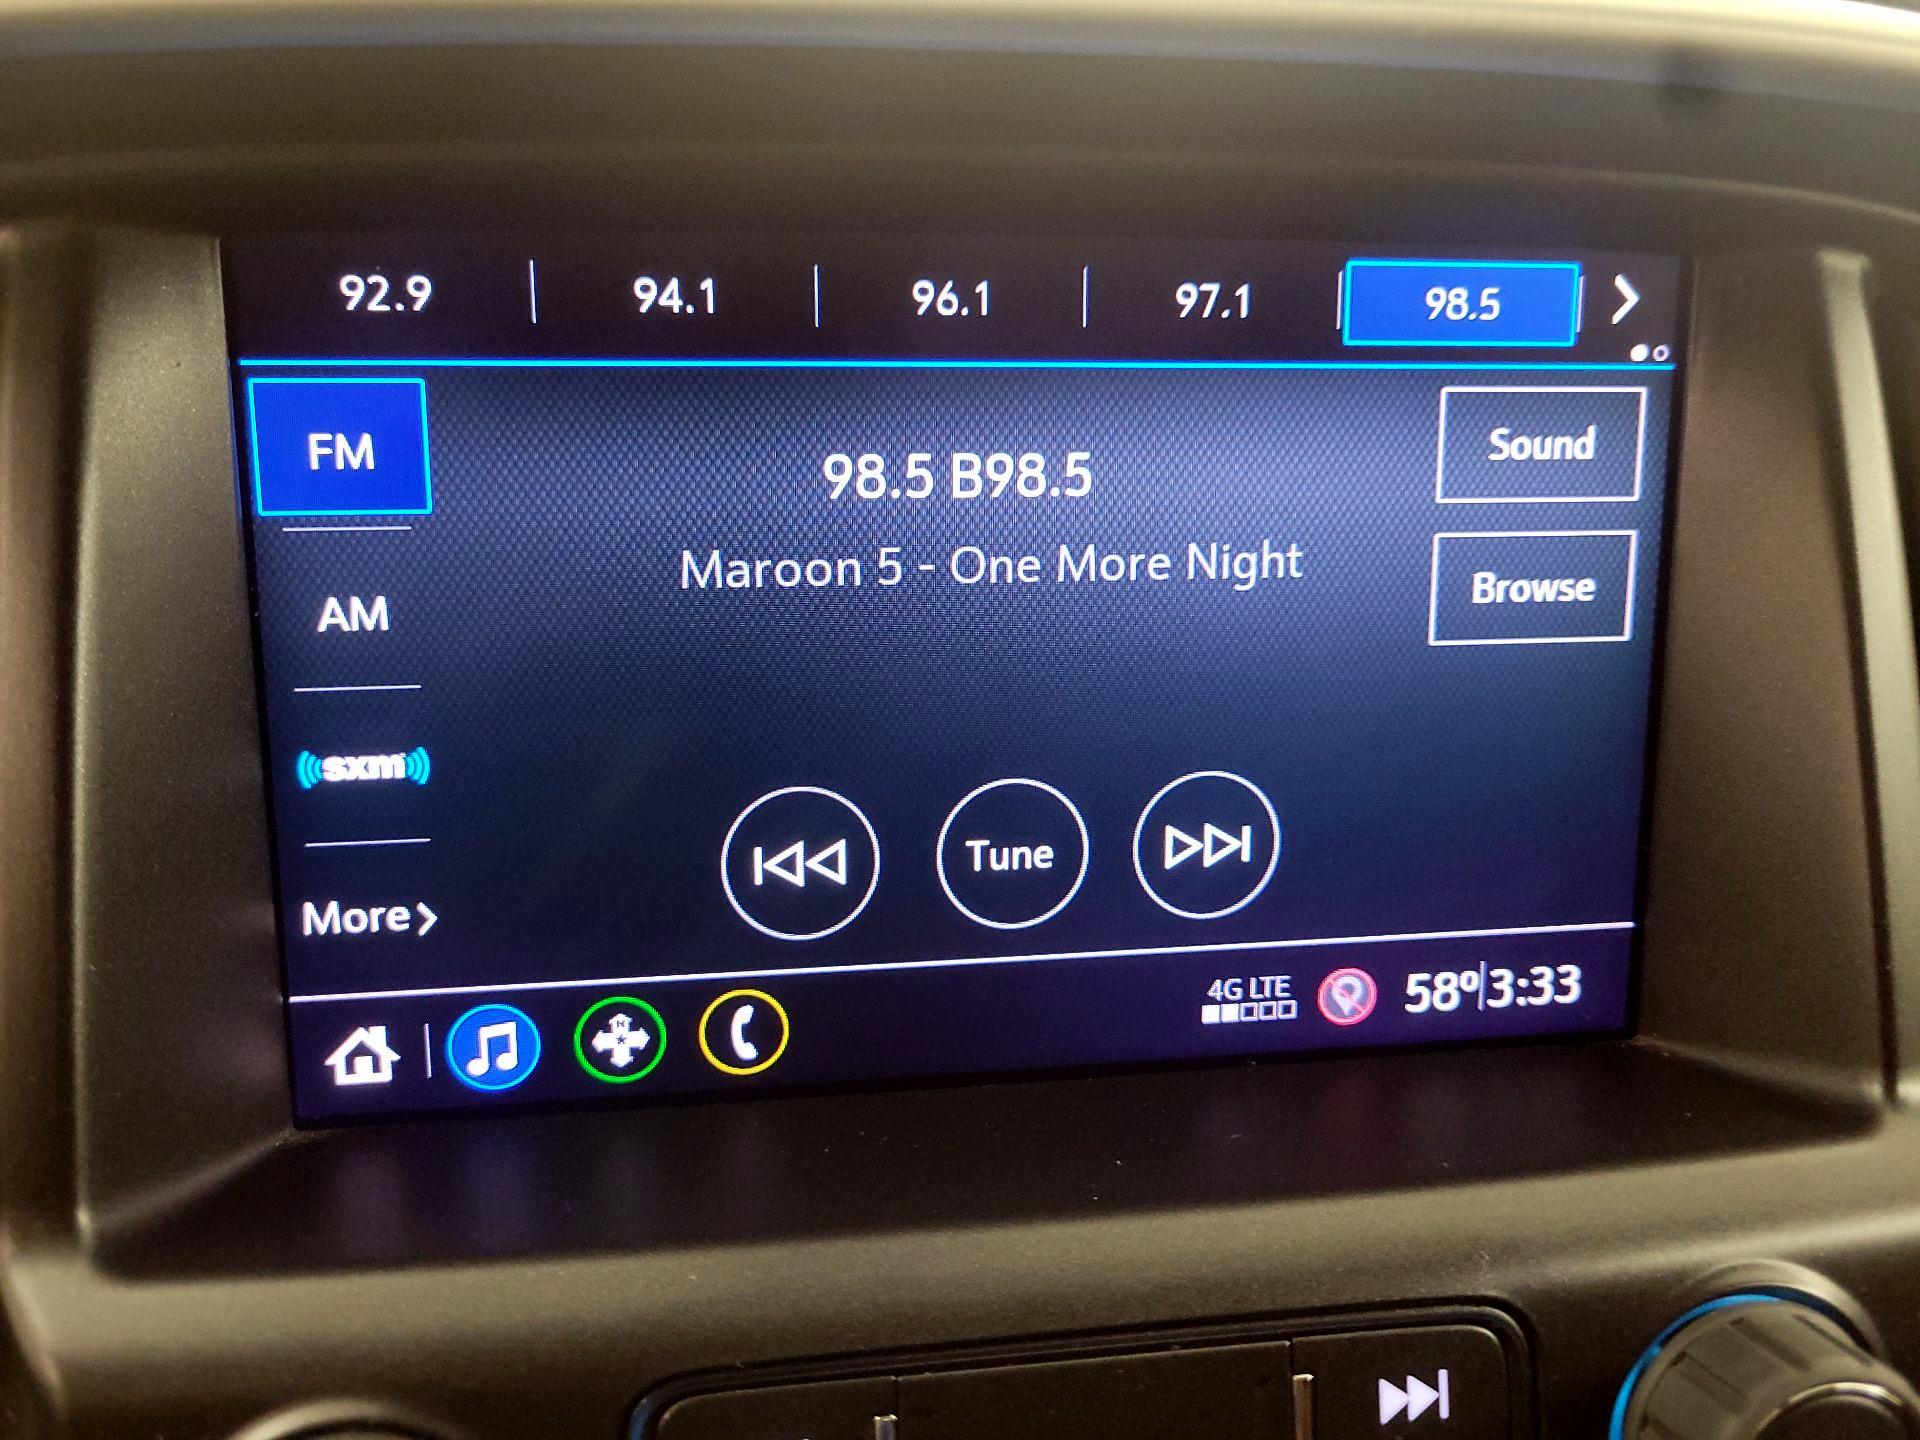 92.9 94.1 96.1 97.1 98.5
FM
98.5 B98.5
Sound
Maroon 5 - One More Night
Browse
AM
sxm
Tune
More
4G LTE
58° 3:33